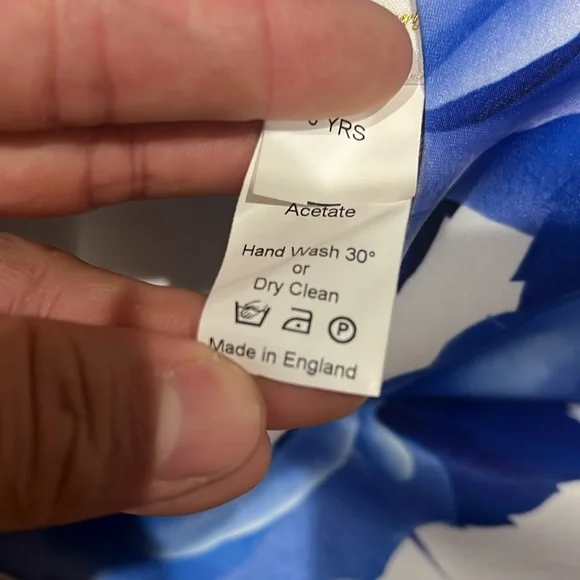 YRS
Acetate
Hand Wash 30°
or
Dry Clean
P
Made in England